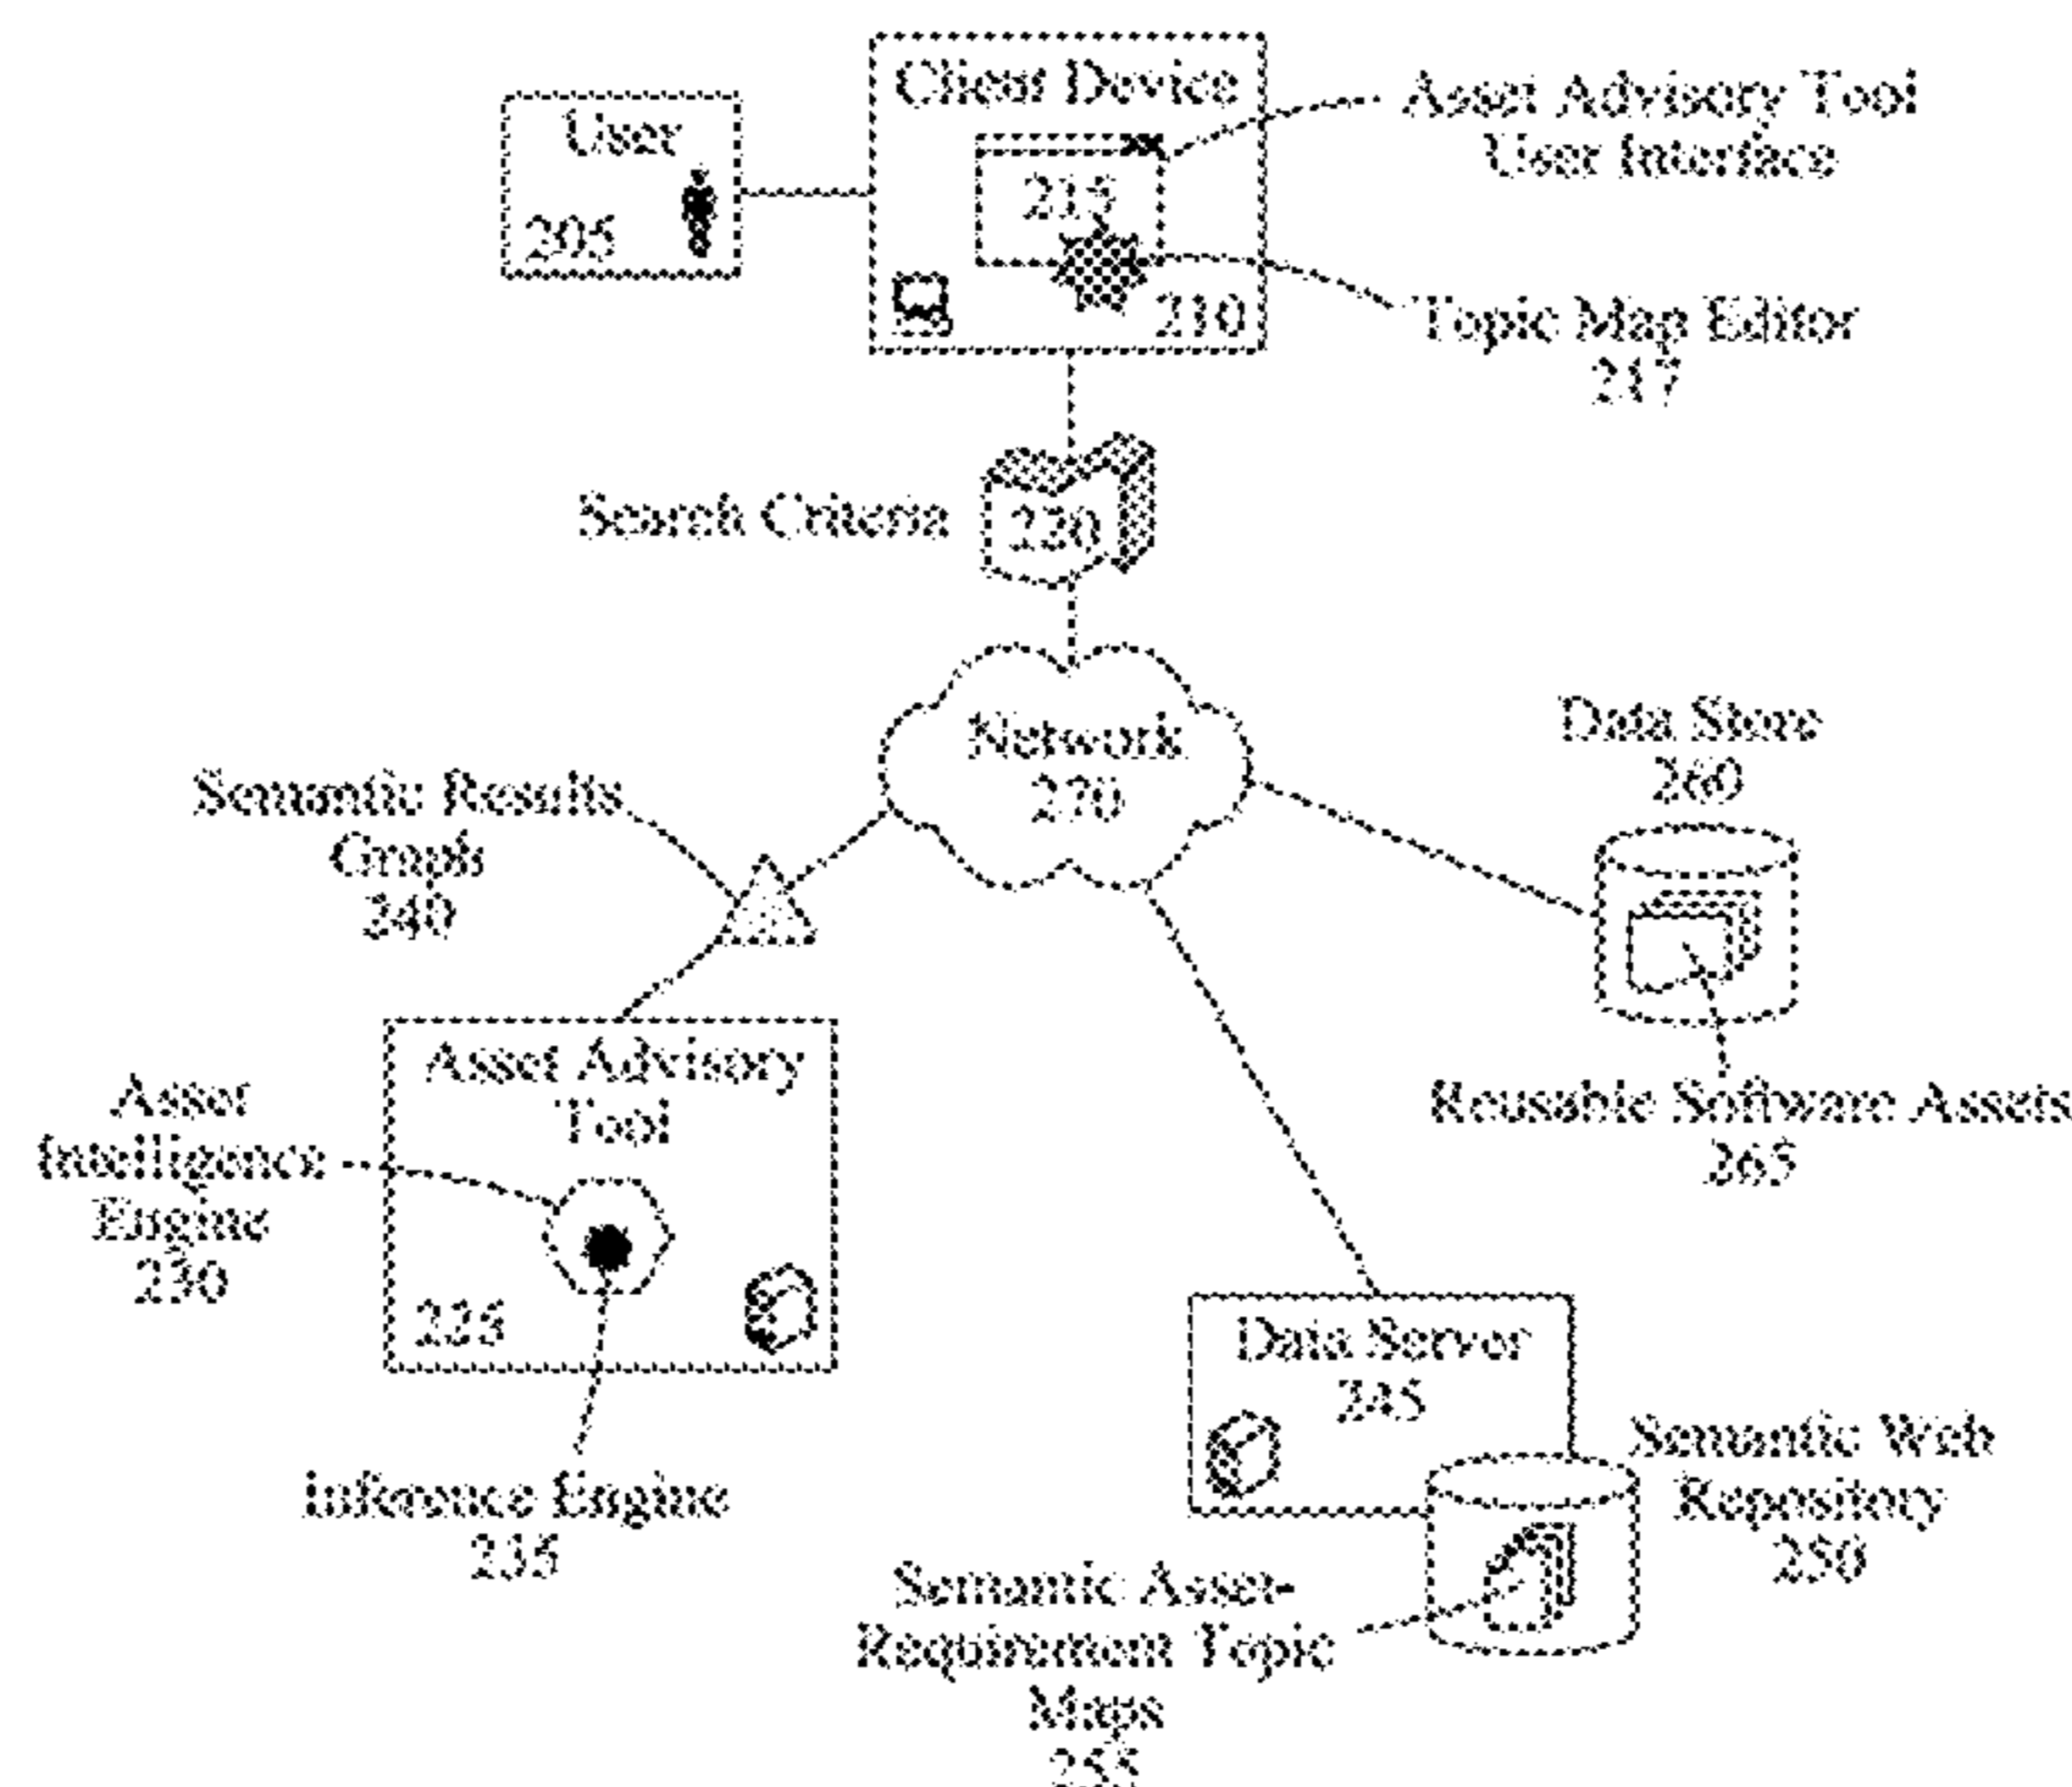 Client Device
User
Asset Advisory Tool
User Interface
215
205
210
Topic Map Editor
217
Search Criteria
220
Network
270
Data Store
260
Semantic Results
Graph
240
Asset Advisory
Tool
Asset
Intelligence
Engine
230
225
Reusable Software Assets
265
Data Server
245
Inference Engine
235
Semantic Web
Repository
250
Semantic Asset-
Requirement Topic
Maps
255